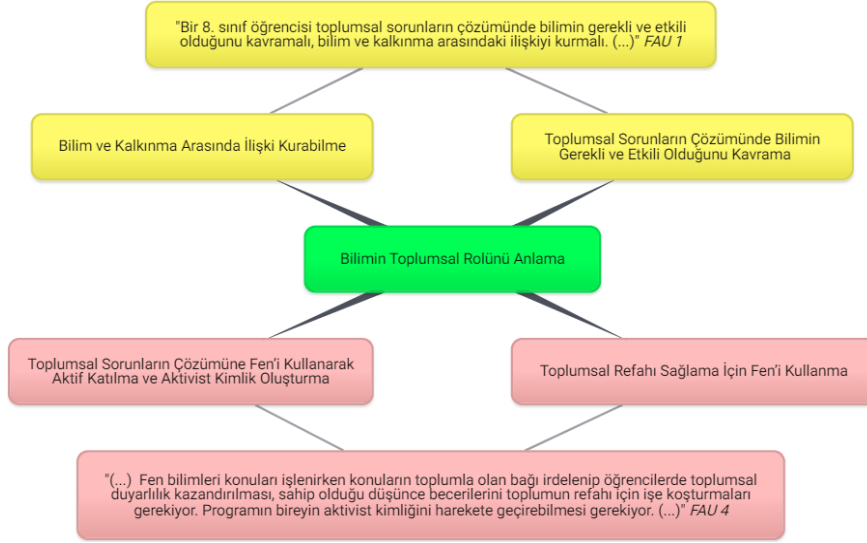 "Bir 8. sınıf öğrencisi toplumsal sorunların çözümünde bilimin gerekli ve etkili
olduğunu kavramalı, bilim ve kalkınma arasındaki ilişkiyi kurmalı. (...)" FAU 1
Bilim ve Kalkınma Arasında İlişki Kurabilme
Toplumsal Sorunların Çözümünde Bilimin
Gerekli ve Etkili Olduğunu Kavrama
Bilimin Toplumsal Rolünü Anlama
Toplumsal Sorunların Çözümüne Fen'i Kullanarak
Aktif Katılma ve Aktivist Kimlik Oluşturma
Toplumsal Refahı Sağlama İçin Fen'i Kullanma
"(...) Fen bilimleri konuları işlenirken konuların toplumla olan bağı irdelenip öğrencilerde toplumsal
duyarlılık kazandırılması, sahip olduğu düşünce becerilerini toplumun refahı için işe koşturmaları
gerekiyor. Programın bireyin aktivist kimliğini harekete geçirebilmesi gerekiyor. (...)" FAU 4